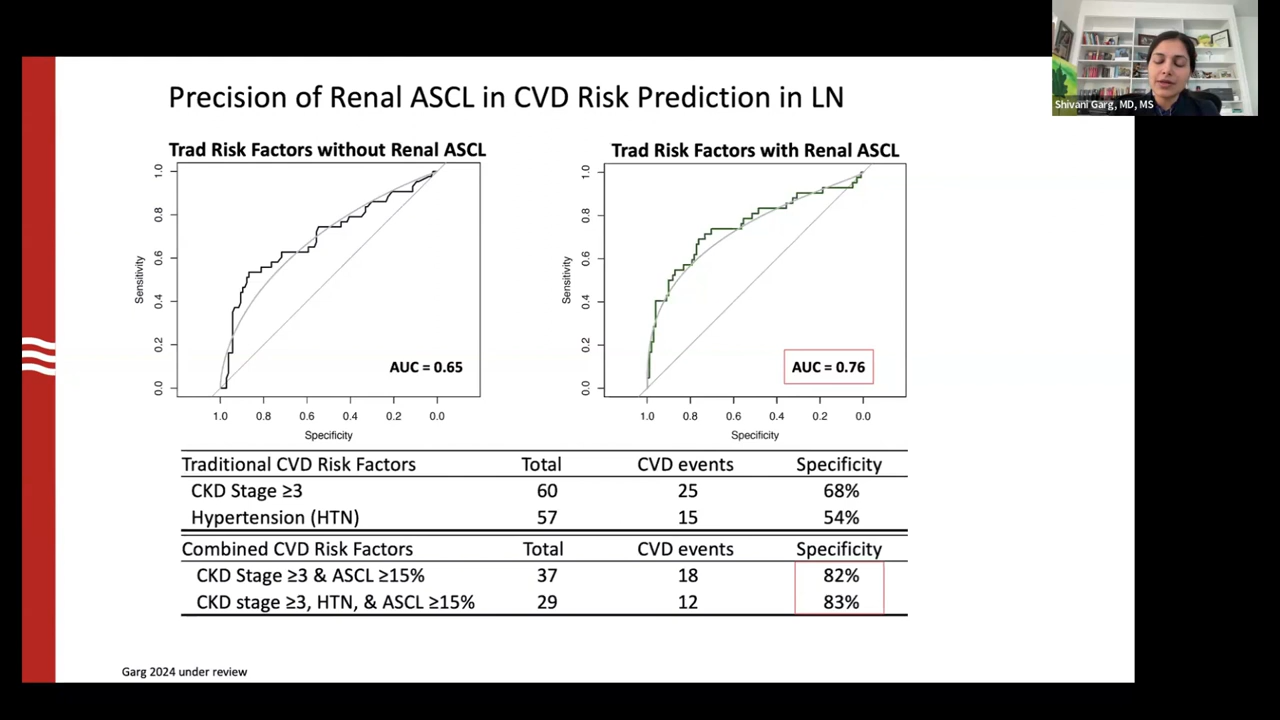 Shivani Garg, MD, MS
Precision of Renal ASCL in CVD Risk Prediction in LN
Trad Risk Factors without Renal ASCL
Sensitivity
1.0
0.8
0.6
0.4
0.2
0.0
AUC = 0.65
1.0 0.8 0.6 0.4 0.2 0.0
Specificity
Trad Risk Factors with Renal ASCL
Sensitivity
1.0
0.8
0.6
0.4
0.2
0.0
AUC = 0.76
1.0 0.8 0.6 0.4 0.2 0.0
Specificity
Traditional CVD Risk Factors Total CVD events Specificity
CKD Stage ≥3 60 25 68%
Hypertension (HTN) 57 15 54%
Combined CVD Risk Factors Total CVD events Specificity
CKD Stage ≥3 & ASCL ≥15% 37 18 82%
CKD stage ≥3, HTN, & ASCL ≥15% 29 12 83%
Garg 2024 under review